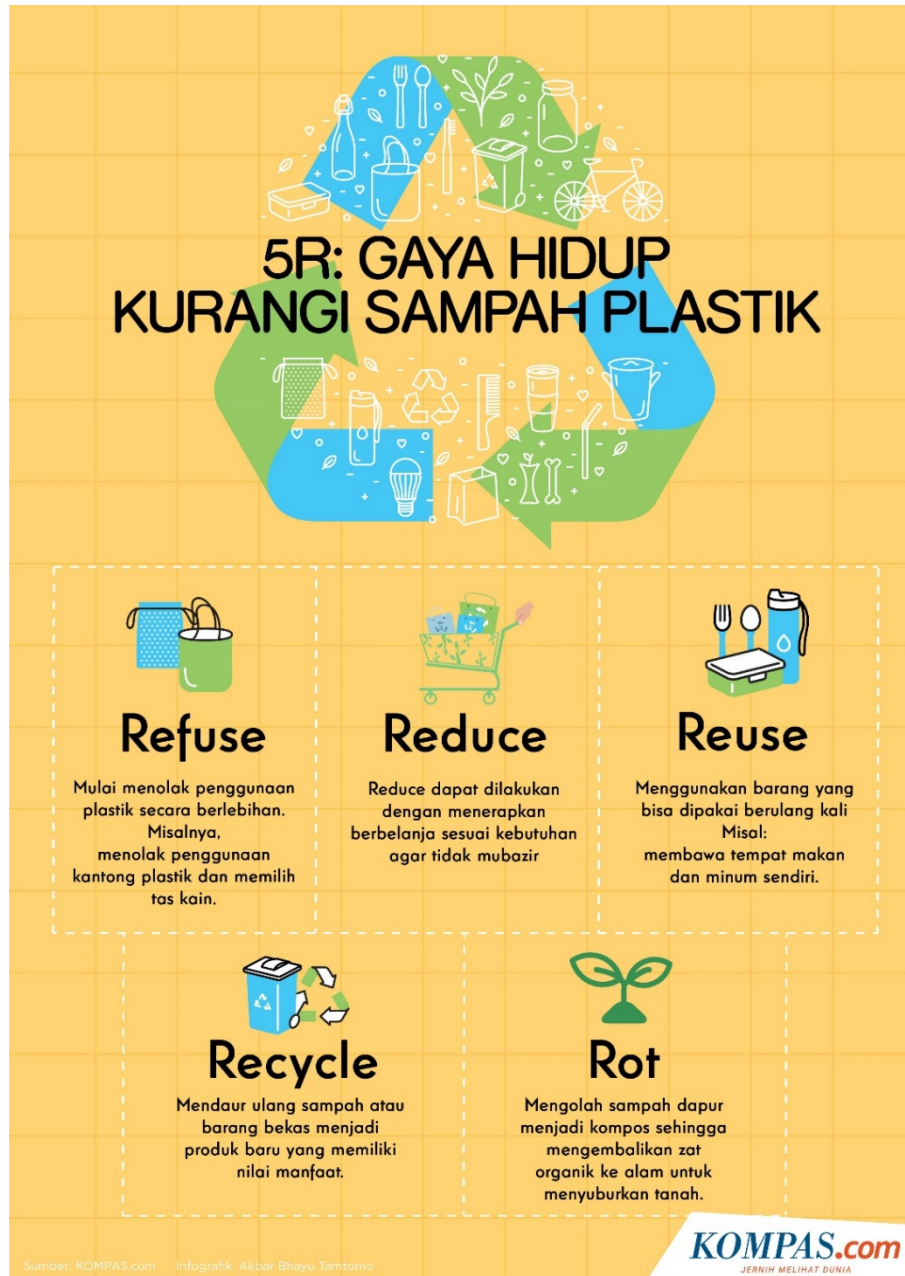 5R: GAYA HIDUP
KURANGI SAMPAH PLASTIK
Refuse
Mulai menolak penggunaan
plastik secara berlebihan.
Misalnya,
menolak penggunaan
kantong plastik dan memilih
tas kain.
Reduce
Reduce dapat dilakukan
dengan menerapkan
berbelanja sesuai kebutuhan
agar tidak mubazir
Reuse
Menggunakan barang yang
bisa dipakai berulang kali
Misal:
membawa tempat makan
dan minum sendiri.
Recycle
Mendaur ulang sampah atau
barang bekas menjadi
produk baru yang memiliki
nilai manfaat.
Rot
Mengolah sampah dapur
menjadi kompos sehingga
mengembalikan zat
organik ke alam untuk
menyuburkan tanah.
Sumber: KOMPAS.com Infografik: Akbar Bhayu Tamtomo
KOMPAS.com
JERNIH MELIHAT DUNIA